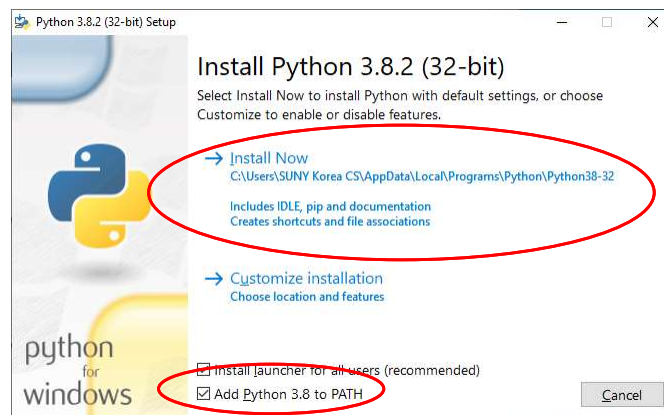 Python 3.8.2 (32-bit) Setup
Install Python 3.8.2 (32-bit)
Select Install Now to install Python with default settings, or choose
Customize to enable or disable features.
Install Now
C:\Users\SUNY Korea CS\AppData\Local\Programs\Python\Python38-32
Includes IDLE, pip and documentation
Creates shortcuts and file associations
Customize installation
Choose location and features
Install launcher for all users (recommended)
Add Python 3.8 to PATH
Cancel
python
for
windows